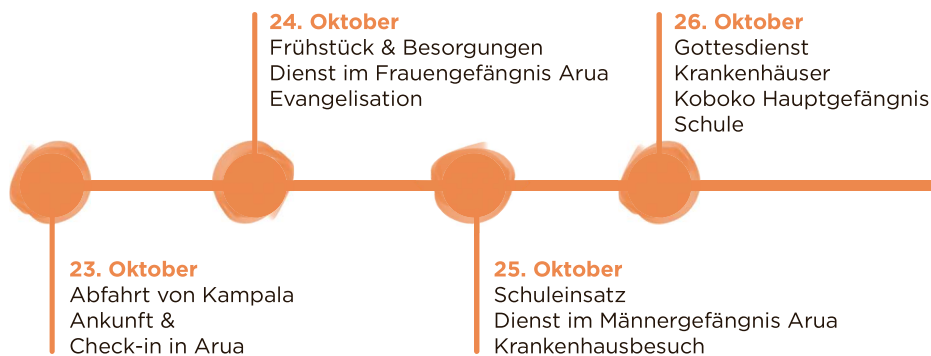 23. Oktober
Abfahrt von Kampala
Ankunft &
Check-in in Arua
24. Oktober
Frühstück & Besorgungen
Dienst im Frauengefängnis Arua
Evangelisation
25. Oktober
Schuleinsatz
Dienst im Männergefängnis Arua
Krankenhausbesuch
26. Oktober
Gottesdienst
Krankenhäuser
Koboko Hauptgefängnis
Schule